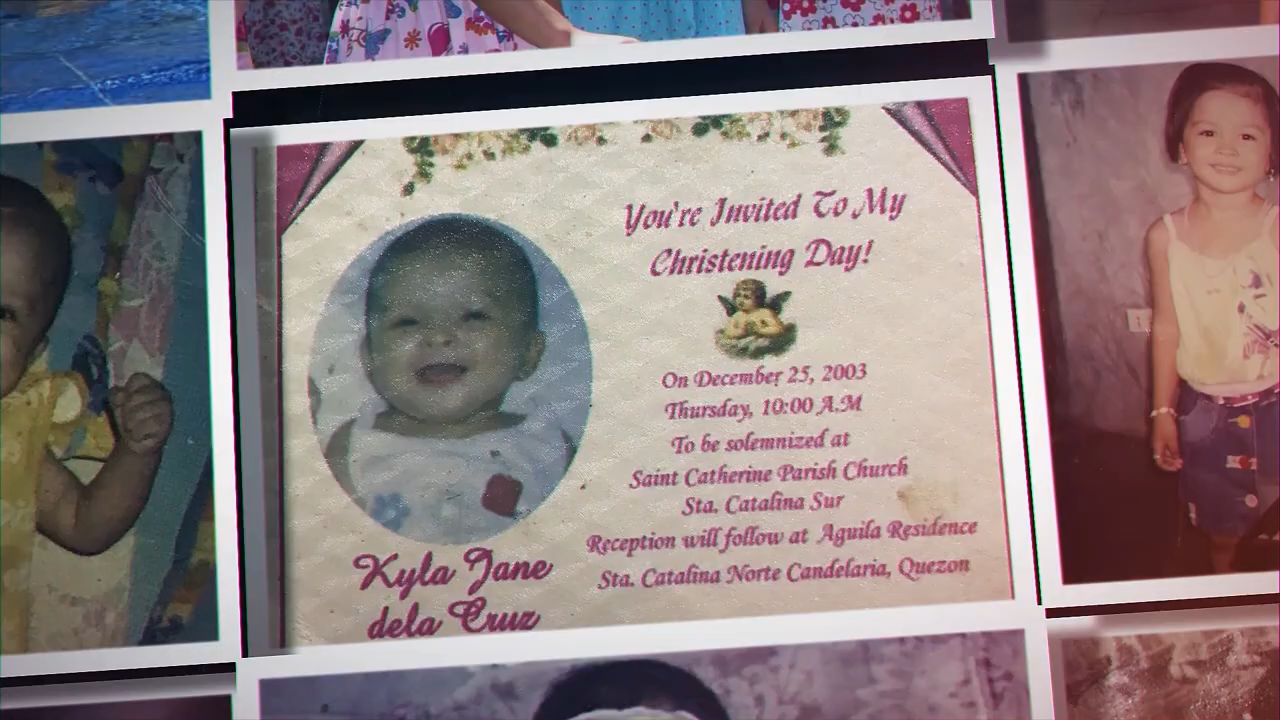 You're Invited To My
Christening Day!
On December 25, 2003
Thursday, 10:00 A.M
To be solemnized at
Saint Catherine Parish Church
Sta. Catalina Sur
Reception will follow at Aguila Residence
Sta. Catalina Norte Candelaria, Quezon
Kyla Jane
dela Cruz